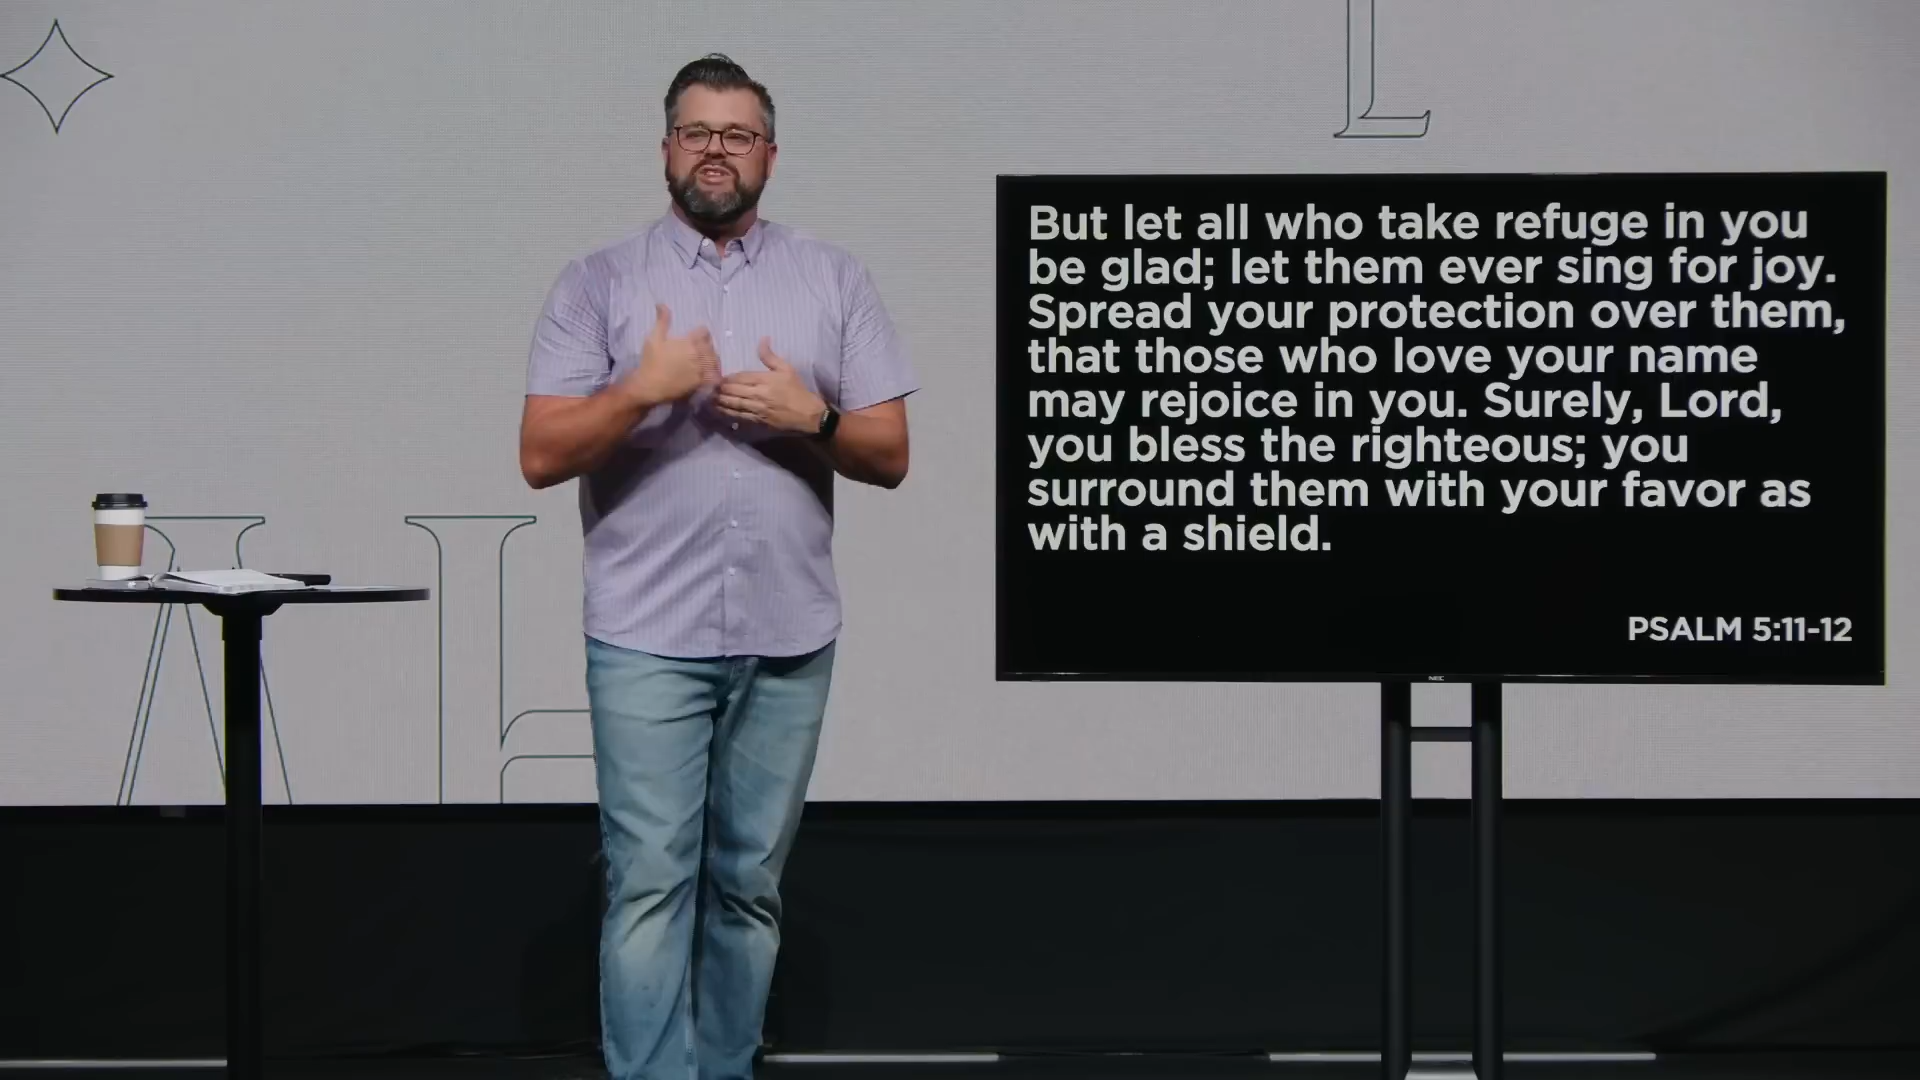 But let all who take refuge in you
be glad; let them ever sing for joy.
Spread your protection over them,
that those who love your name
may rejoice in you. Surely, Lord,
you bless the righteous; you
surround them with your favor as
with a shield.
PSALM 5:11-12
NEC
L